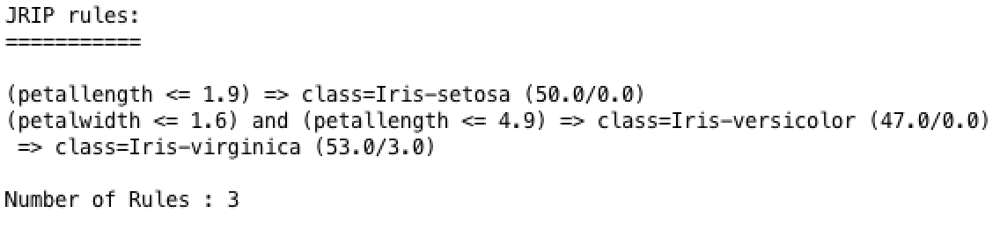 JRIP rules:
===========
(petallength <= 1.9) => class=Iris-setosa (50.0/0.0)
(petalwidth <= 1.6) and (petallength <= 4.9) => class=Iris-versicolor (47.0/0.0)
 => class=Iris-virginica (53.0/3.0)
Number of Rules : 3